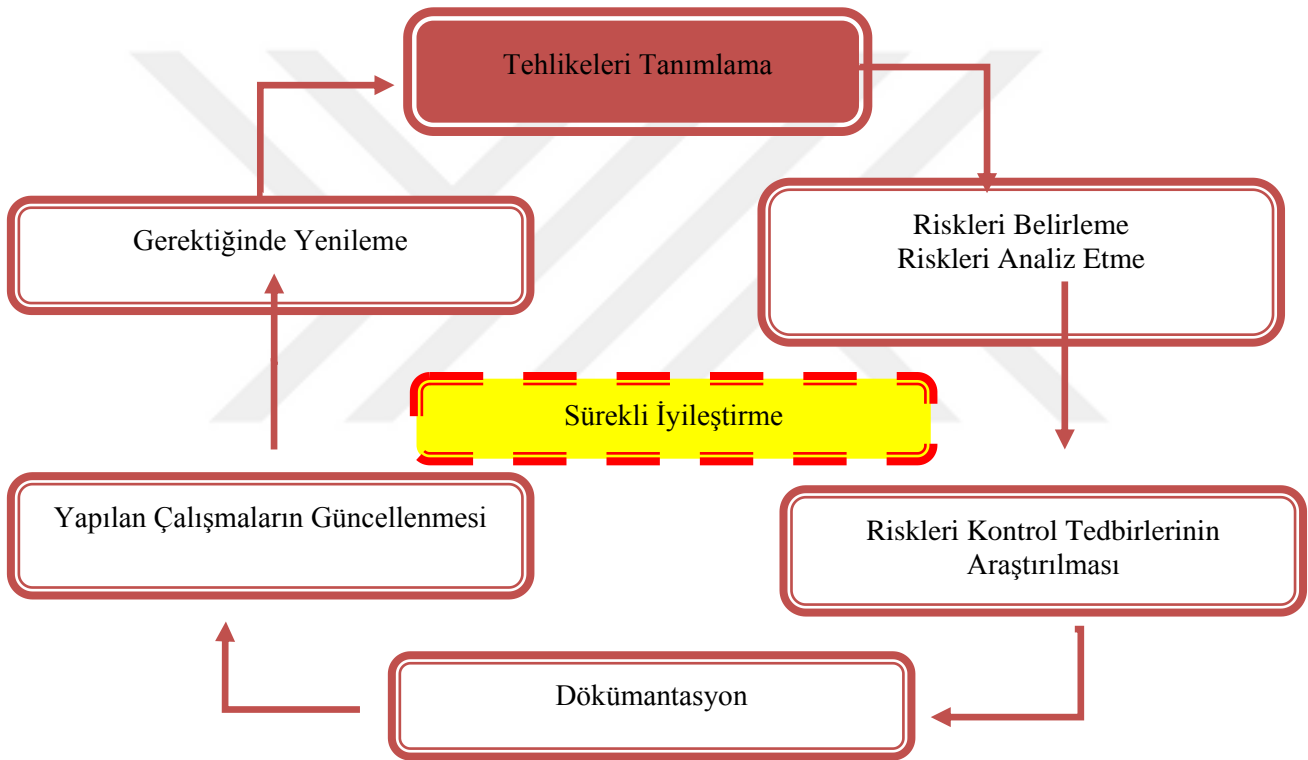 Tehlikeleri Tanımlama
Riskleri Belirleme
Riskleri Analiz Etme
Riskleri Kontrol Tedbirlerinin
Araştırılması
Dökümantasyon
Yapılan Çalışmaların Güncellenmesi
Gerektiğinde Yenileme
Sürekli İyileştirme